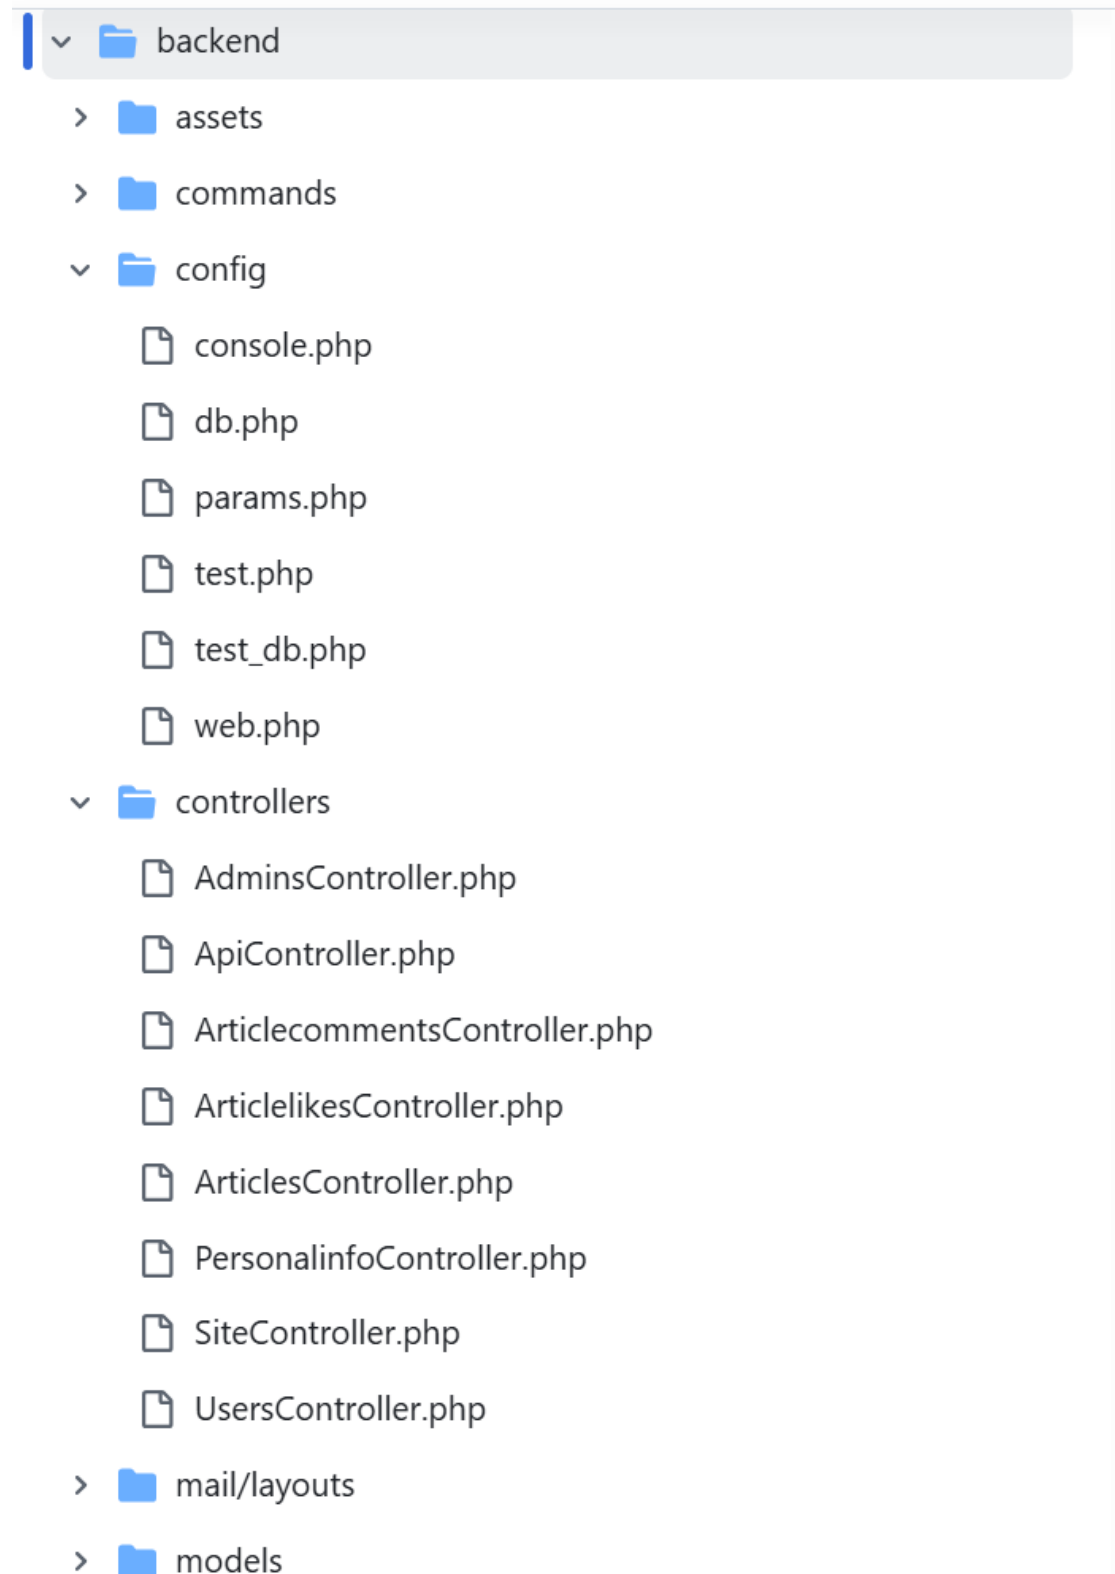 backend
assets
commands
config
console.php
db.php
params.php
test.php
test_db.php
web.php
controllers
AdminsController.php
ApiController.php
ArticlecommentsController.php
ArticlelikesController.php
ArticlesController.php
PersonalinfoController.php
SiteController.php
UsersController.php
mail/layouts
models